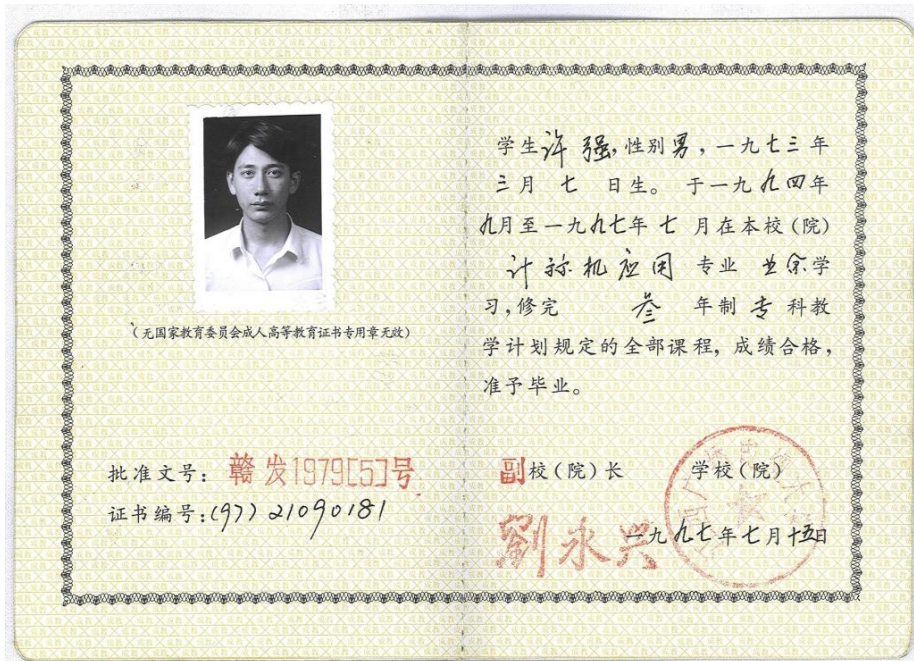 (无国家教育委员会成人高等教育证书专用章无效)
批准文号：赣发1979[5]号
证书编号：(97)21090181
学生许强，性别男，一九七三年
三月七日生。于一九九四年
九月至一九九七年七月在本校(院)
计祘机应用专业业余学
习，修完叁年制专科教
学计划规定的全部课程，成绩合格，
准予毕业。
副校(院)长 学校(院)
劉永兴
一九九七年七月十五日